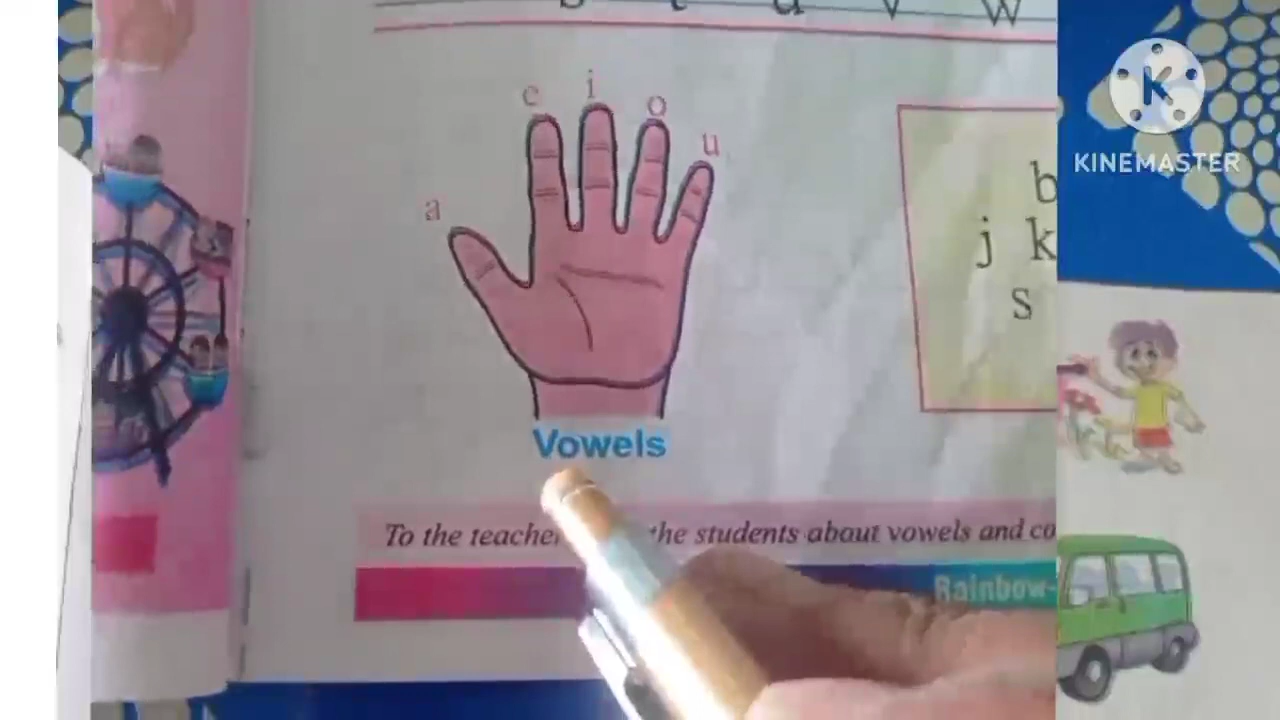 s t u v w
e i o u
a
b
j k
s
Vowels
To the teache the students about vowels and co
Rainbow-
K
KINEMASTER